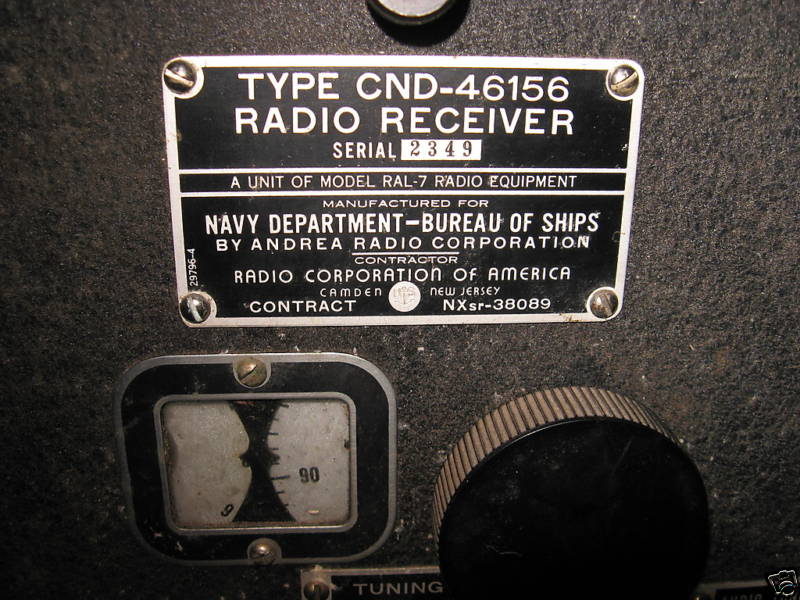 TYPE CND-46156
RADIO RECEIVER
SERIAL 2349
A UNIT OF MODEL RAL-7 RADIO EQUIPMENT
MANUFACTURED FOR
NAVY DEPARTMENT-BUREAU OF SHIPS
BY ANDREA RADIO CORPORATION
CONTRACTOR
RADIO CORPORATION OF AMERICA
CAMDEN NEW JERSEY
CONTRACT NXsr-38089
29796-4
90
9
TUNING